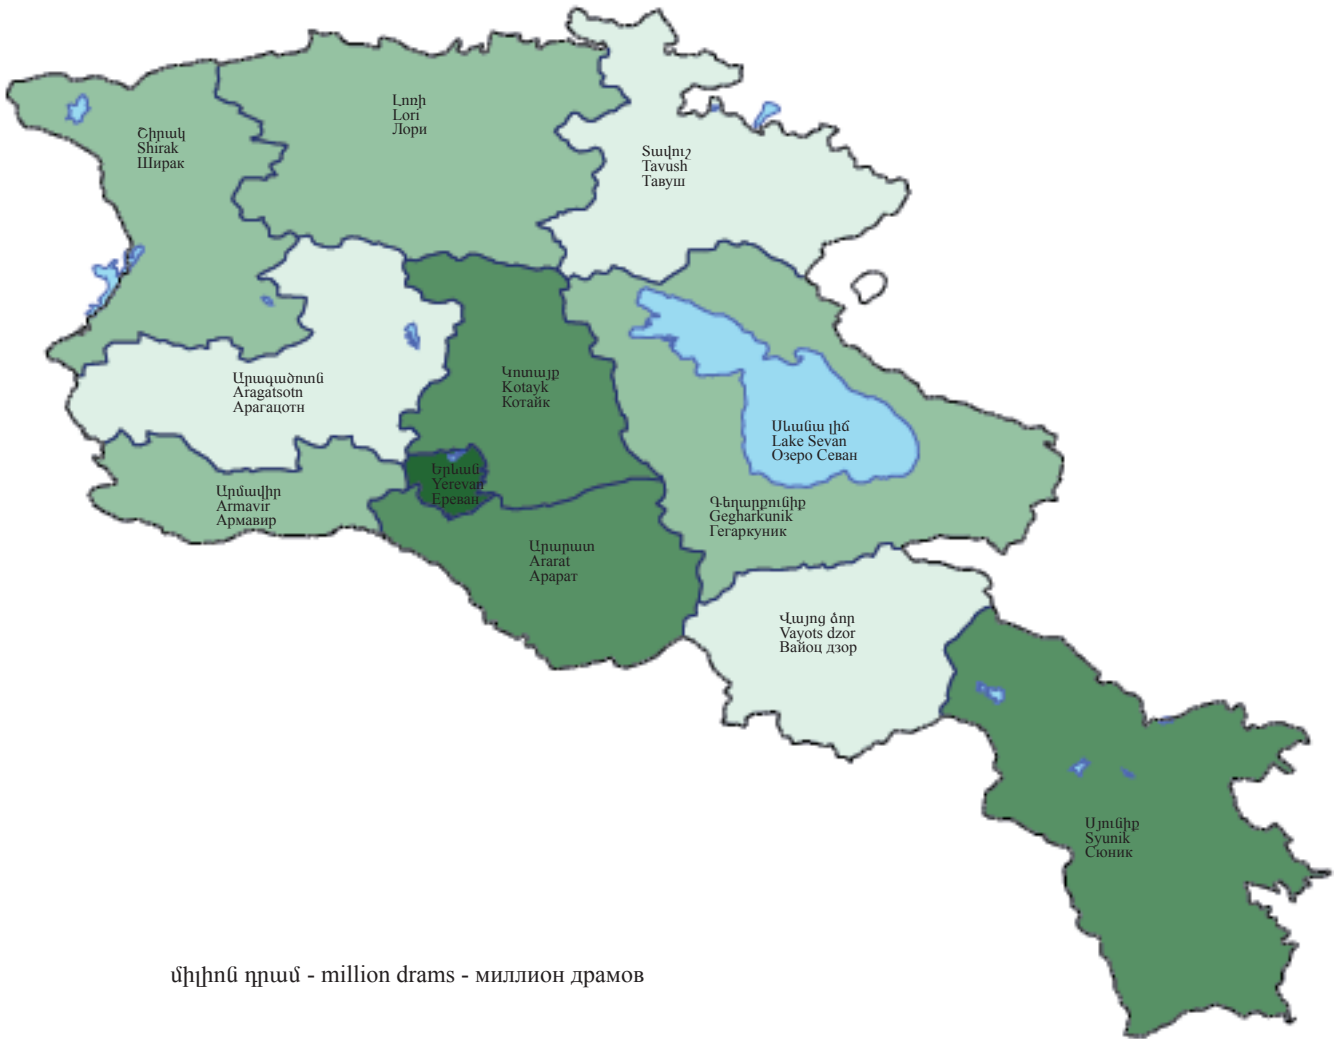 Լոռի
Lori
Лори
Շիրակ
Shirak
Ширак
Տավուշ
Tavush
Тавуш
Արագածոտն
Aragatsotn
Арагацотн
Կոտայք
Kotayk
Котайк
Սևանա լիճ
Lake Sevan
Озеро Севан
Երևան
Yerevan
Ереван
Արմավիր
Armavir
Армавир
Գեղարքունիք
Gegharkunik
Гегаркуник
Արարատ
Ararat
Арарат
Վայոց ձոր
Vayots dzor
Вайоц дзор
Սյունիք
Syunik
Сюник
միլիոն դրամ - million drams - миллион драмов